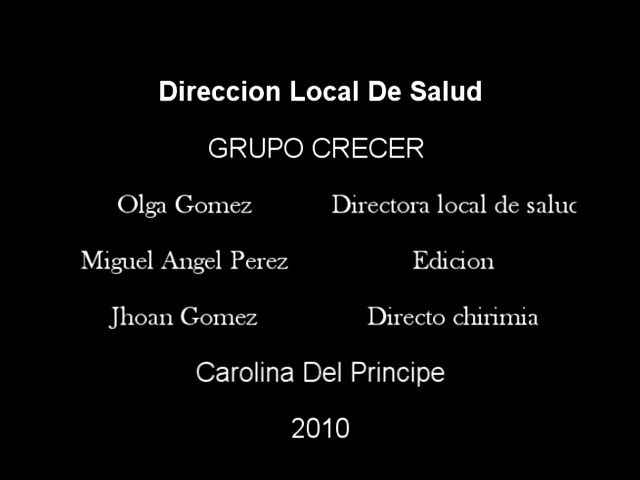 Direccion Local De Salud
GRUPO CRECER
Olga Gomez Directora local de salud
Miguel Angel Perez Edicion
Jhoan Gomez Directo chirimia
Carolina Del Principe
2010